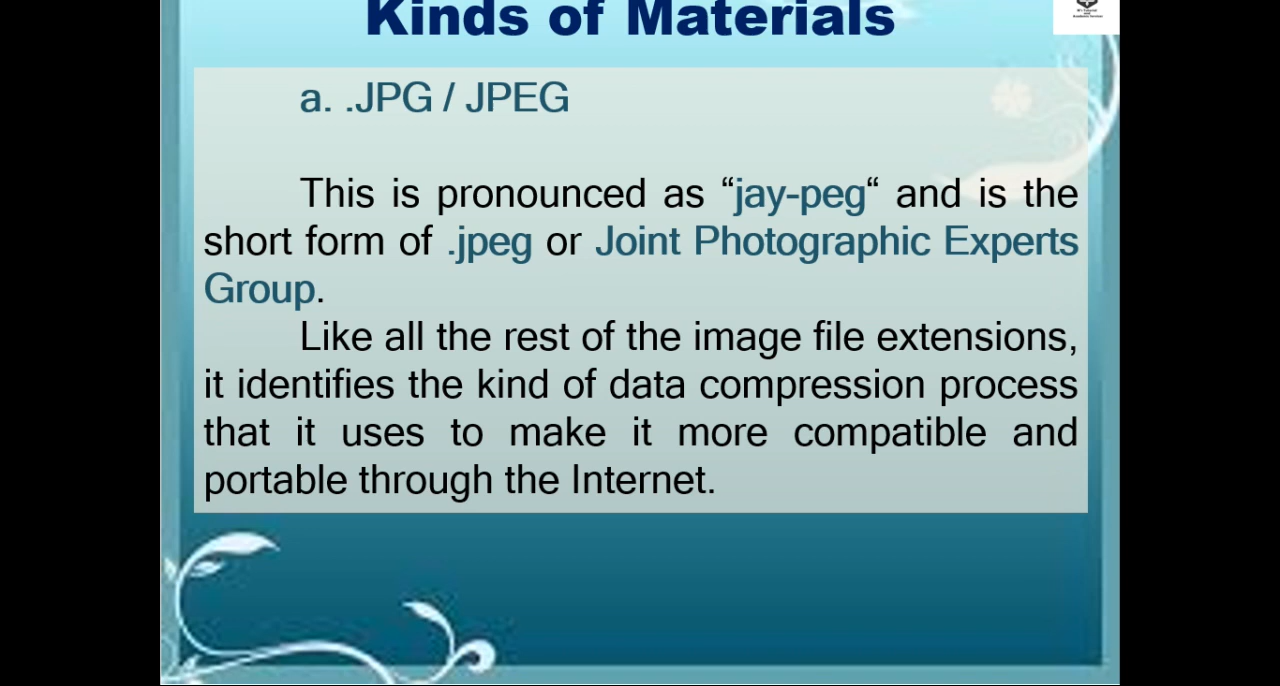 Kinds of Materials
a. .JPG / JPEG
This is pronounced as “jay-peg“ and is the
short form of .jpeg or Joint Photographic Experts
Group.
Like all the rest of the image file extensions,
it identifies the kind of data compression process
that it uses to make it more compatible and
portable through the Internet.